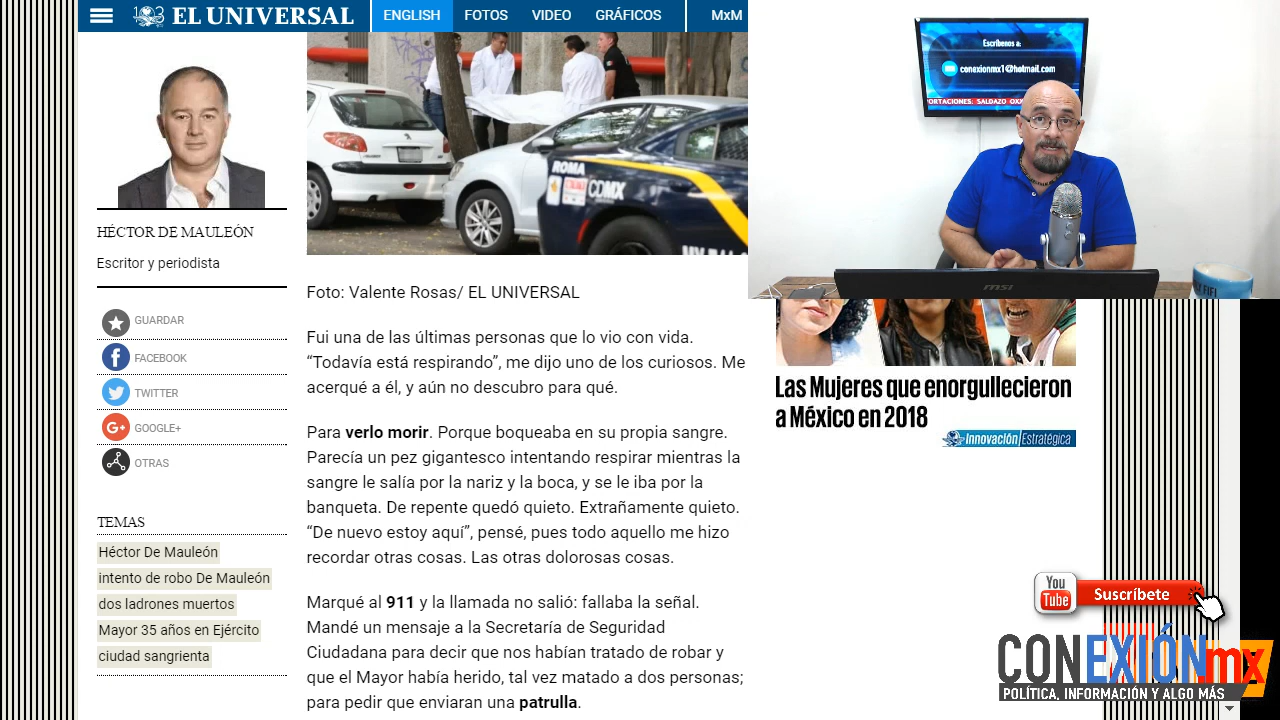 EL UNIVERSAL
ENGLISH
FOTOS
VIDEO
GRÁFICOS
MxM
Escríbenos a:
conexionmx1@hotmail.com
PORTACIONES: SALDAZO OXX
ROMA
CDMX
msi
HÉCTOR DE MAULEÓN
Escritor y periodista
GUARDAR
FACEBOOK
TWITTER
GOOGLE+
OTRAS
TEMAS
Héctor De Mauleón
intento de robo De Mauleón
dos ladrones muertos
Mayor 35 años en Ejército
ciudad sangrienta
Foto: Valente Rosas/ EL UNIVERSAL
Fui una de las últimas personas que lo vio con vida.
“Todavía está respirando”, me dijo uno de los curiosos. Me
acerqué a él, y aún no descubro para qué.
Para verlo morir. Porque boqueaba en su propia sangre.
Parecía un pez gigantesco intentando respirar mientras la
sangre le salía por la nariz y la boca, y se le iba por la
banqueta. De repente quedó quieto. Extrañamente quieto.
“De nuevo estoy aquí”, pensé, pues todo aquello me hizo
recordar otras cosas. Las otras dolorosas cosas.
Marqué al 911 y la llamada no salió: fallaba la señal.
Mandé un mensaje a la Secretaría de Seguridad
Ciudadana para decir que nos habían tratado de robar y
que el Mayor había herido, tal vez matado a dos personas;
para pedir que enviaran una patrulla.
Las Mujeres que enorgullecieron
a México en 2018
Innovación Estratégica
You
Tube
Suscríbete
CONEXIÓN mx
POLÍTICA, INFORMACIÓN Y ALGO MÁS